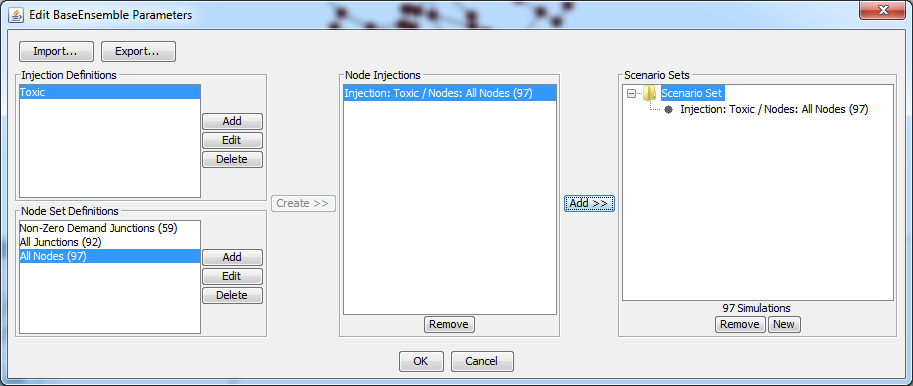 Edit BaseEnsemble Parameters
Import... Export...
Injection Definitions
Toxic
Add
Edit
Delete
Node Set Definitions
Non-Zero Demand Junctions (59)
All Junctions (92)
All Nodes (97)
Add
Edit
Delete
Create >>
Node Injections
Injection: Toxic / Nodes: All Nodes (97)
Remove
Add >>
Scenario Sets
Scenario Set
Injection: Toxic / Nodes: All Nodes (97)
97 Simulations
Remove New
OK Cancel